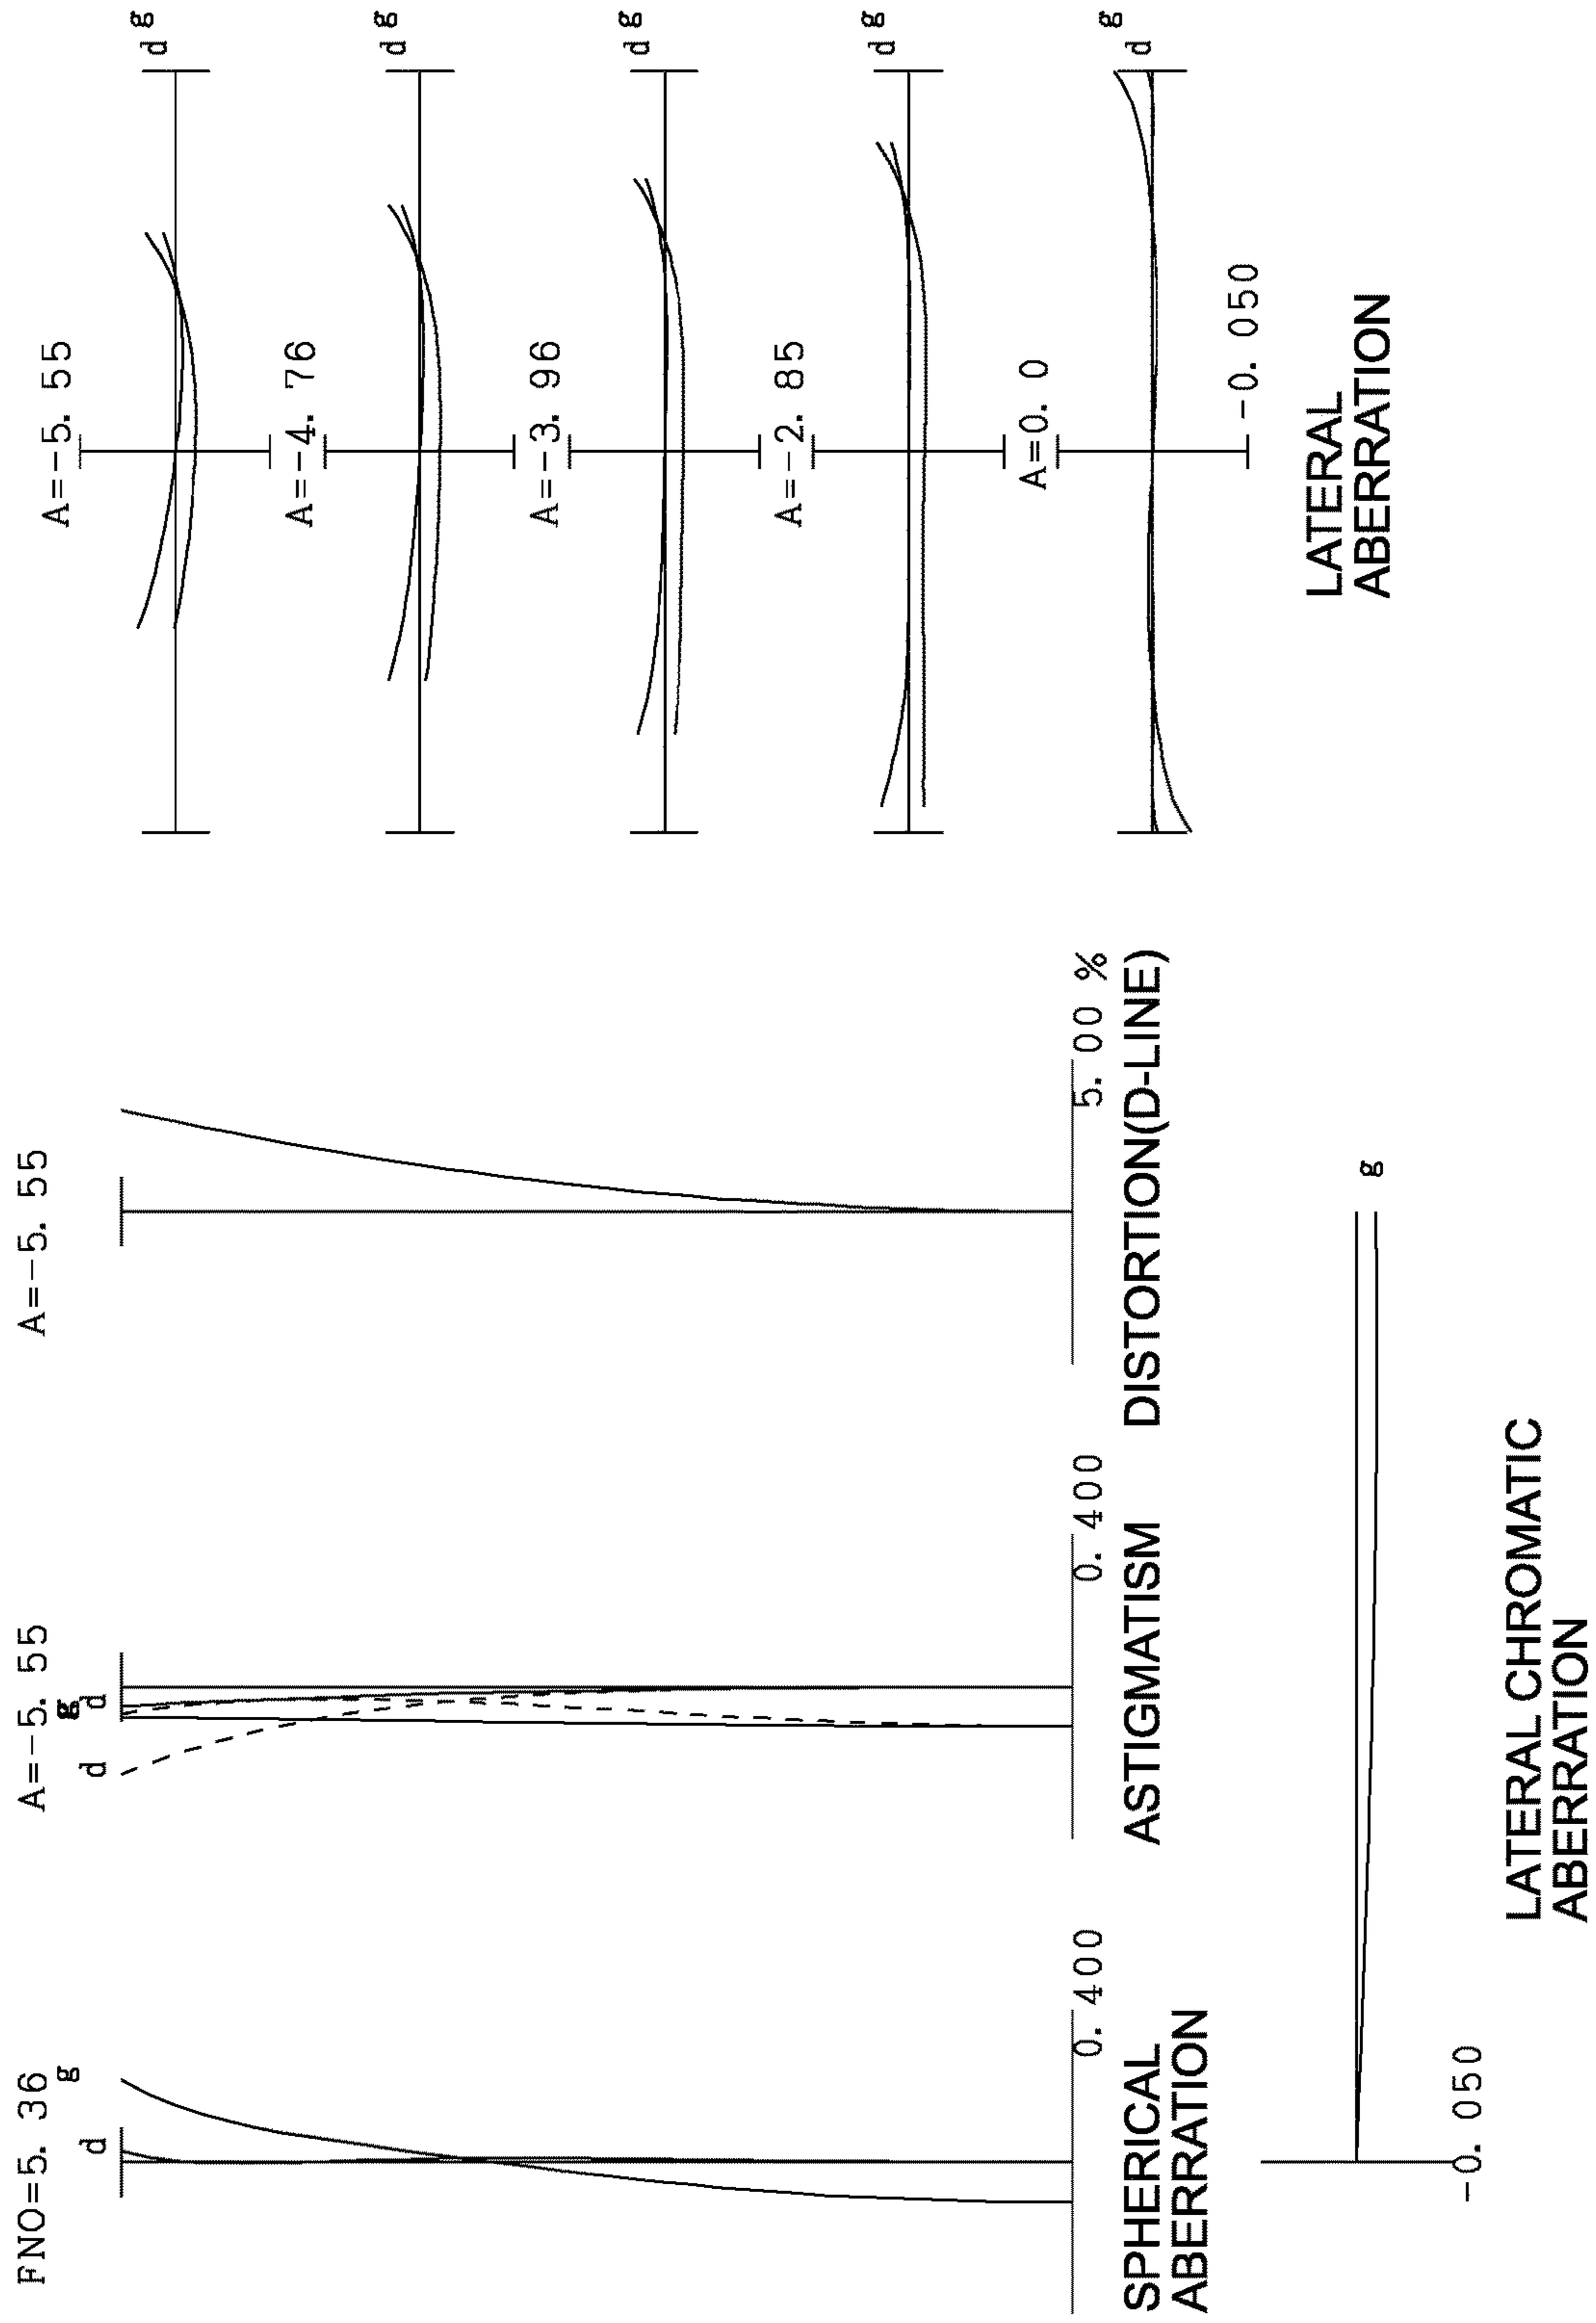 FNO=5. 36
g
d
0. 400
SPHERICAL
ABERRATION
A=-5. 55
g
d
d
0. 400
ASTIGMATISM
A=-5. 55
5. 00 %
DISTORTION(D-LINE)
g
-0. 050
LATERAL CHROMATIC
ABERRATION
A=-5. 55
g
d
A=-4. 76
g
d
A=-3. 96
g
d
A=-2. 85
g
d
A=0. 0
g
d
-0. 050
LATERAL
ABERRATION